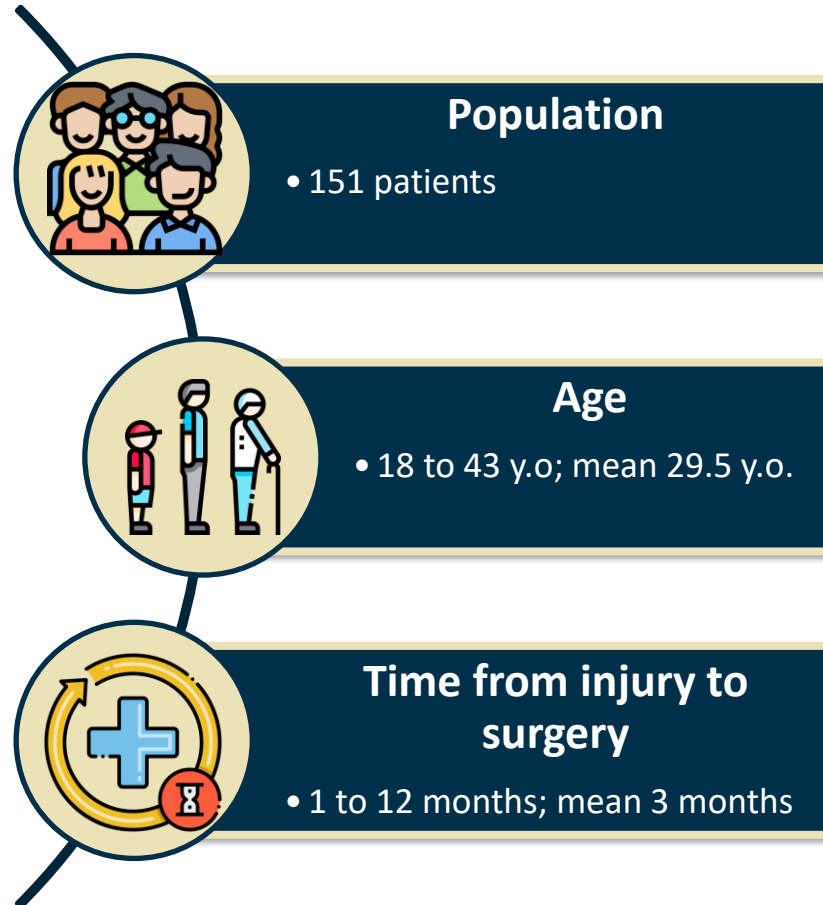 Population
• 151 patients
Age
• 18 to 43 y.o; mean 29.5 y.o.
Time from injury to
surgery
• 1 to 12 months; mean 3 months